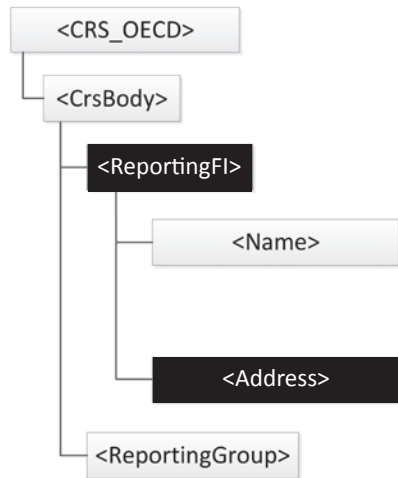 <CRS_OECD>
<CrsBody>
<ReportingFI>
<Name>
<Address>
<ReportingGroup>